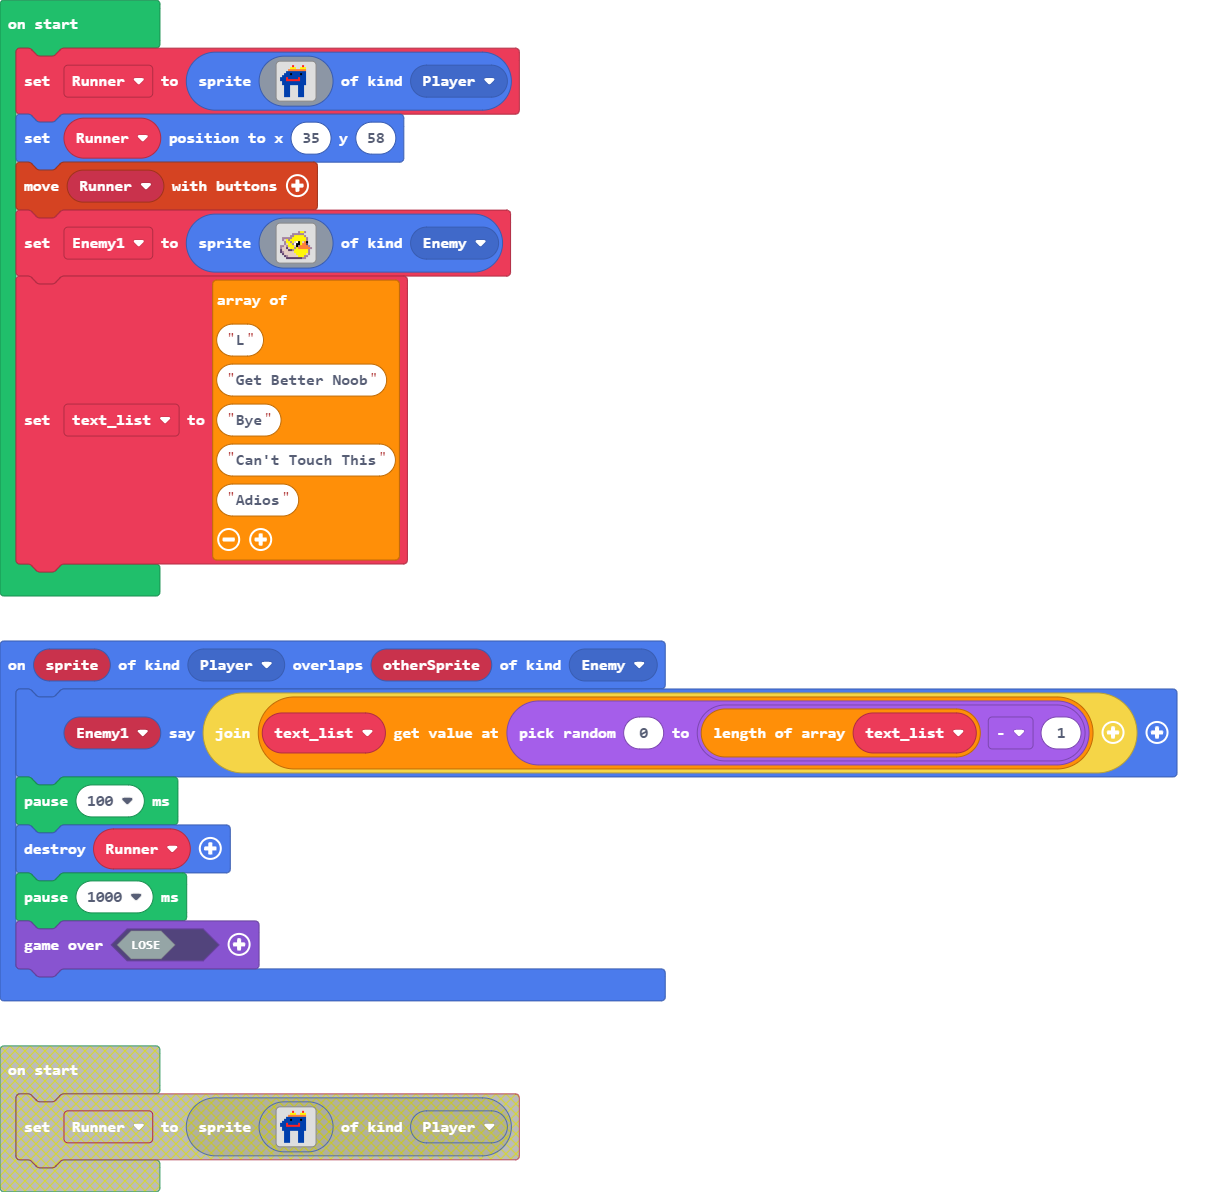 on start
set Runner to sprite of kind Player
set Runner position to x 35 y 58
move Runner with buttons
set Enemy1 to sprite of kind Enemy
array of
"L"
"Get Better Noob"
set text_list to "Bye"
"Can't Touch This"
"Adios"
on sprite of kind Player overlaps otherSprite of kind Enemy
Enemy1 say join text_list get value at pick random 0 to length of array text_list - 1
pause 100 ms
destroy Runner
pause 1000 ms
game over LOSE
on start
set Runner to sprite of kind Player